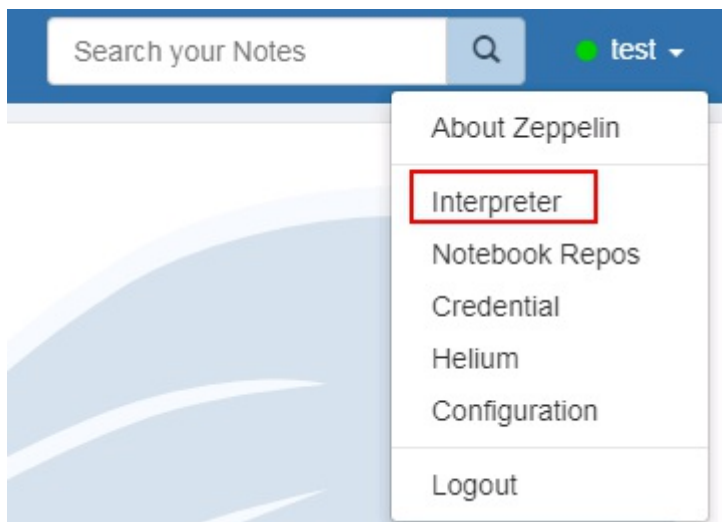 Search your Notes
test
About Zeppelin
Interpreter
Notebook Repos
Credential
Helium
Configuration
Logout